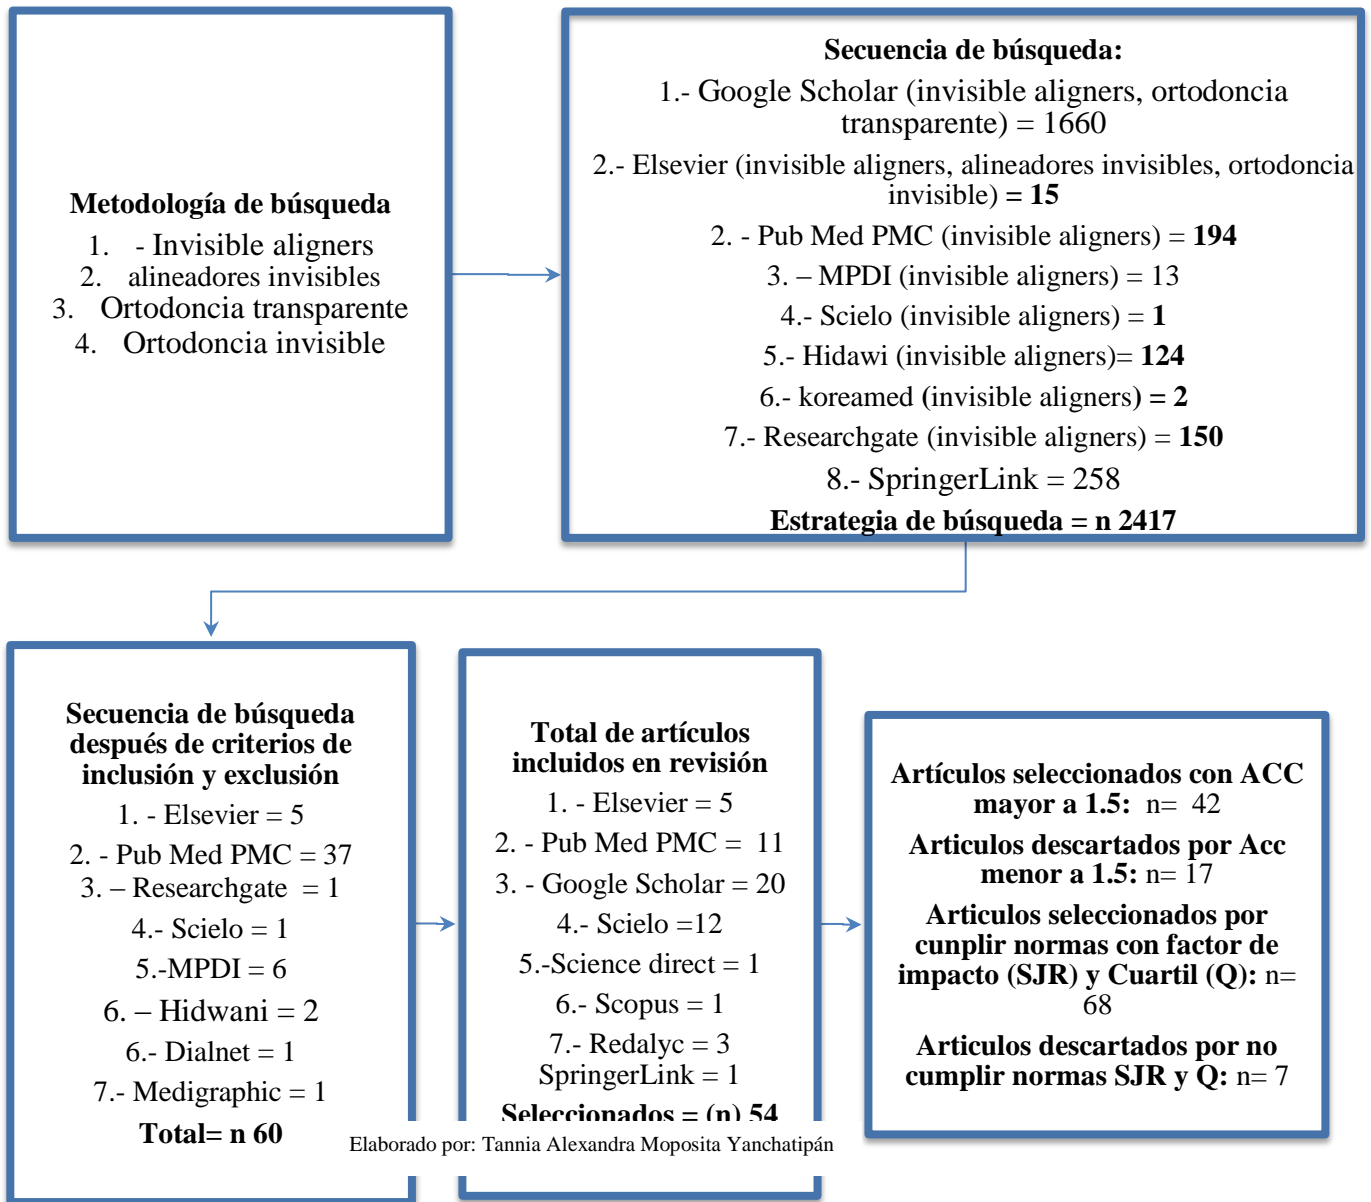 Metodología de búsqueda
1. - Invisible aligners
2. alineadores invisibles
3. Ortodoncia transparente
4. Ortodoncia invisible
Secuencia de búsqueda:
1.- Google Scholar (invisible aligners, ortodoncia
transparente) = 1660
2.- Elsevier (invisible aligners, alineadores invisibles, ortodoncia
invisible) = 15
2. - Pub Med PMC (invisible aligners) = 194
3. – MPDI (invisible aligners) = 13
4.- Scielo (invisible aligners) = 1
5.- Hidawi (invisible aligners)= 124
6.- koreamed (invisible aligners) = 2
7.- Researchgate (invisible aligners) = 150
8.- SpringerLink = 258
Estrategia de búsqueda = n 2417
Secuencia de búsqueda
después de criterios de
inclusión y exclusión
1. - Elsevier = 5
2. - Pub Med PMC = 37
3. – Researchgate = 1
4.- Scielo = 1
5.-MPDI = 6
6. – Hidwani = 2
6.- Dialnet = 1
7.- Medigraphic = 1
Total= n 60
Total de artículos
incluidos en revisión
1. - Elsevier = 5
2. - Pub Med PMC = 11
3. - Google Scholar = 20
4.- Scielo =12
5.-Science direct = 1
6.- Scopus = 1
7.- Redalyc = 3
SpringerLink = 1
Seleccionados = (n) 54
Artículos seleccionados con ACC
mayor a 1.5: n= 42
Articulos descartados por Acc
menor a 1.5: n= 17
Articulos seleccionados por
cunplir normas con factor de
impacto (SJR) y Cuartil (Q): n=
68
Articulos descartados por no
cumplir normas SJR y Q: n= 7
Elaborado por: Tannia Alexandra Moposita Yanchatipán